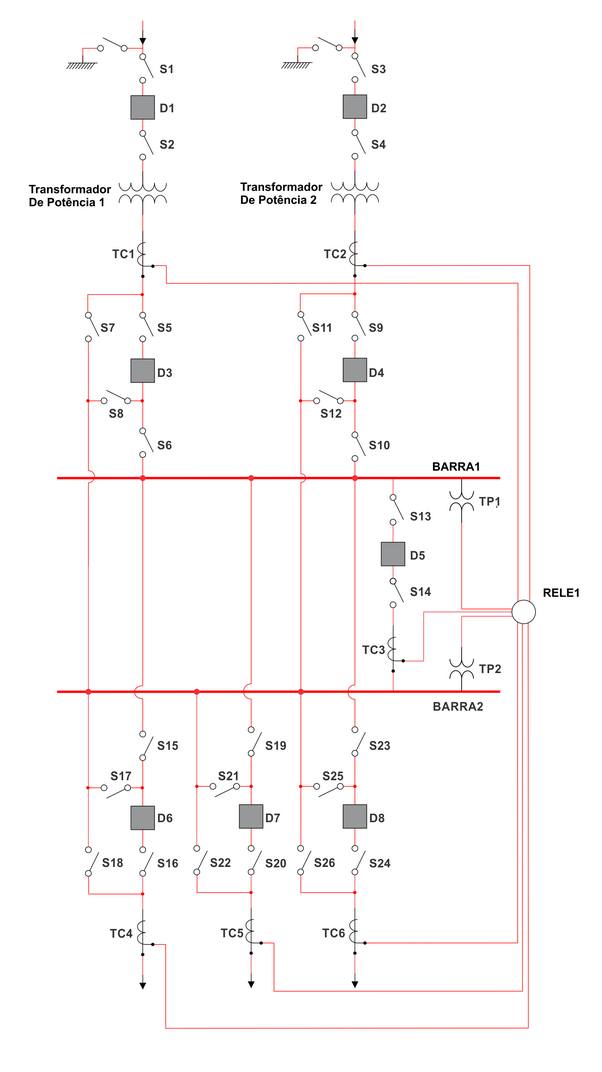 S1
S3
D1
D2
S2
S4
Transformador
De Potência 1
Transformador
De Potência 2
TC1
TC2
S7
S5
S11
S9
D3
D4
S8
S12
S6
S10
BARRA1
TP1
S13
D5
S14
RELE1
TC3
TP2
BARRA2
S15
S19
S23
S17
S21
S25
D6
D7
D8
S18
S16
S22
S20
S26
S24
TC4
TC5
TC6